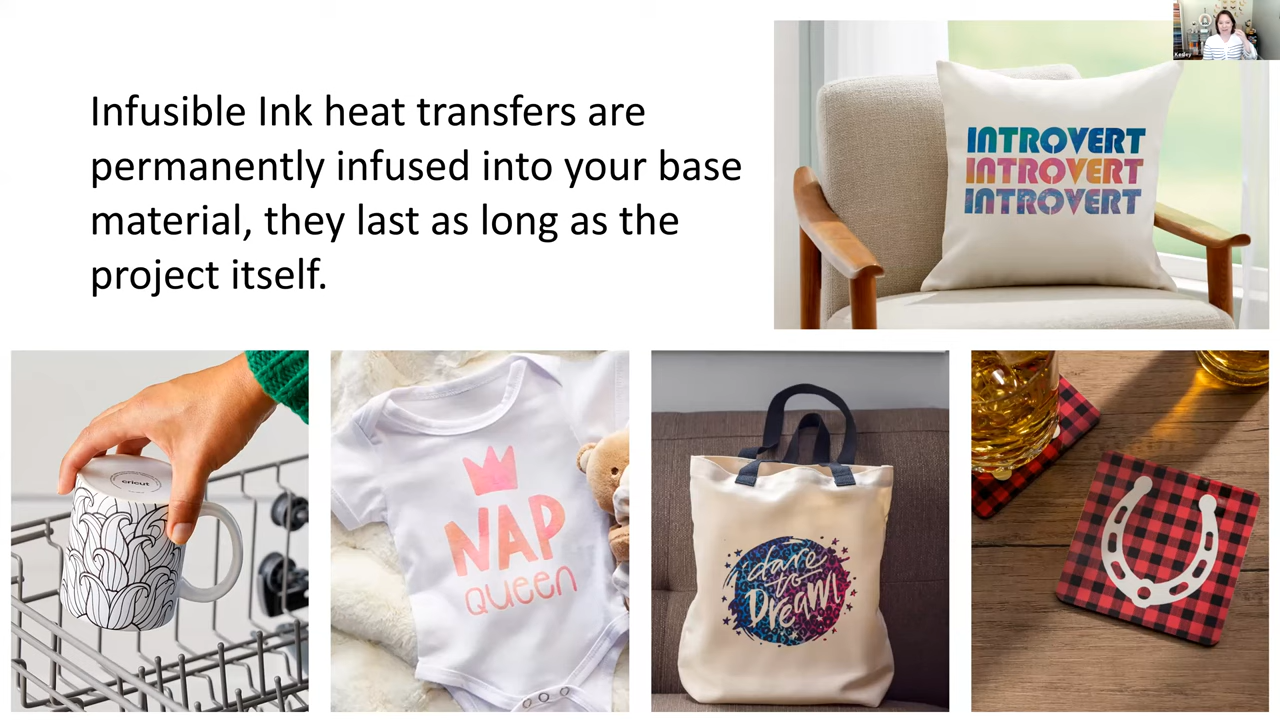 Infusible Ink heat transfers are
permanently infused into your base
material, they last as long as the
project itself.
Kelley
INTROVERT
INTROVERT
INTROVERT
cricut
NAP
queen
dare
to
Dream